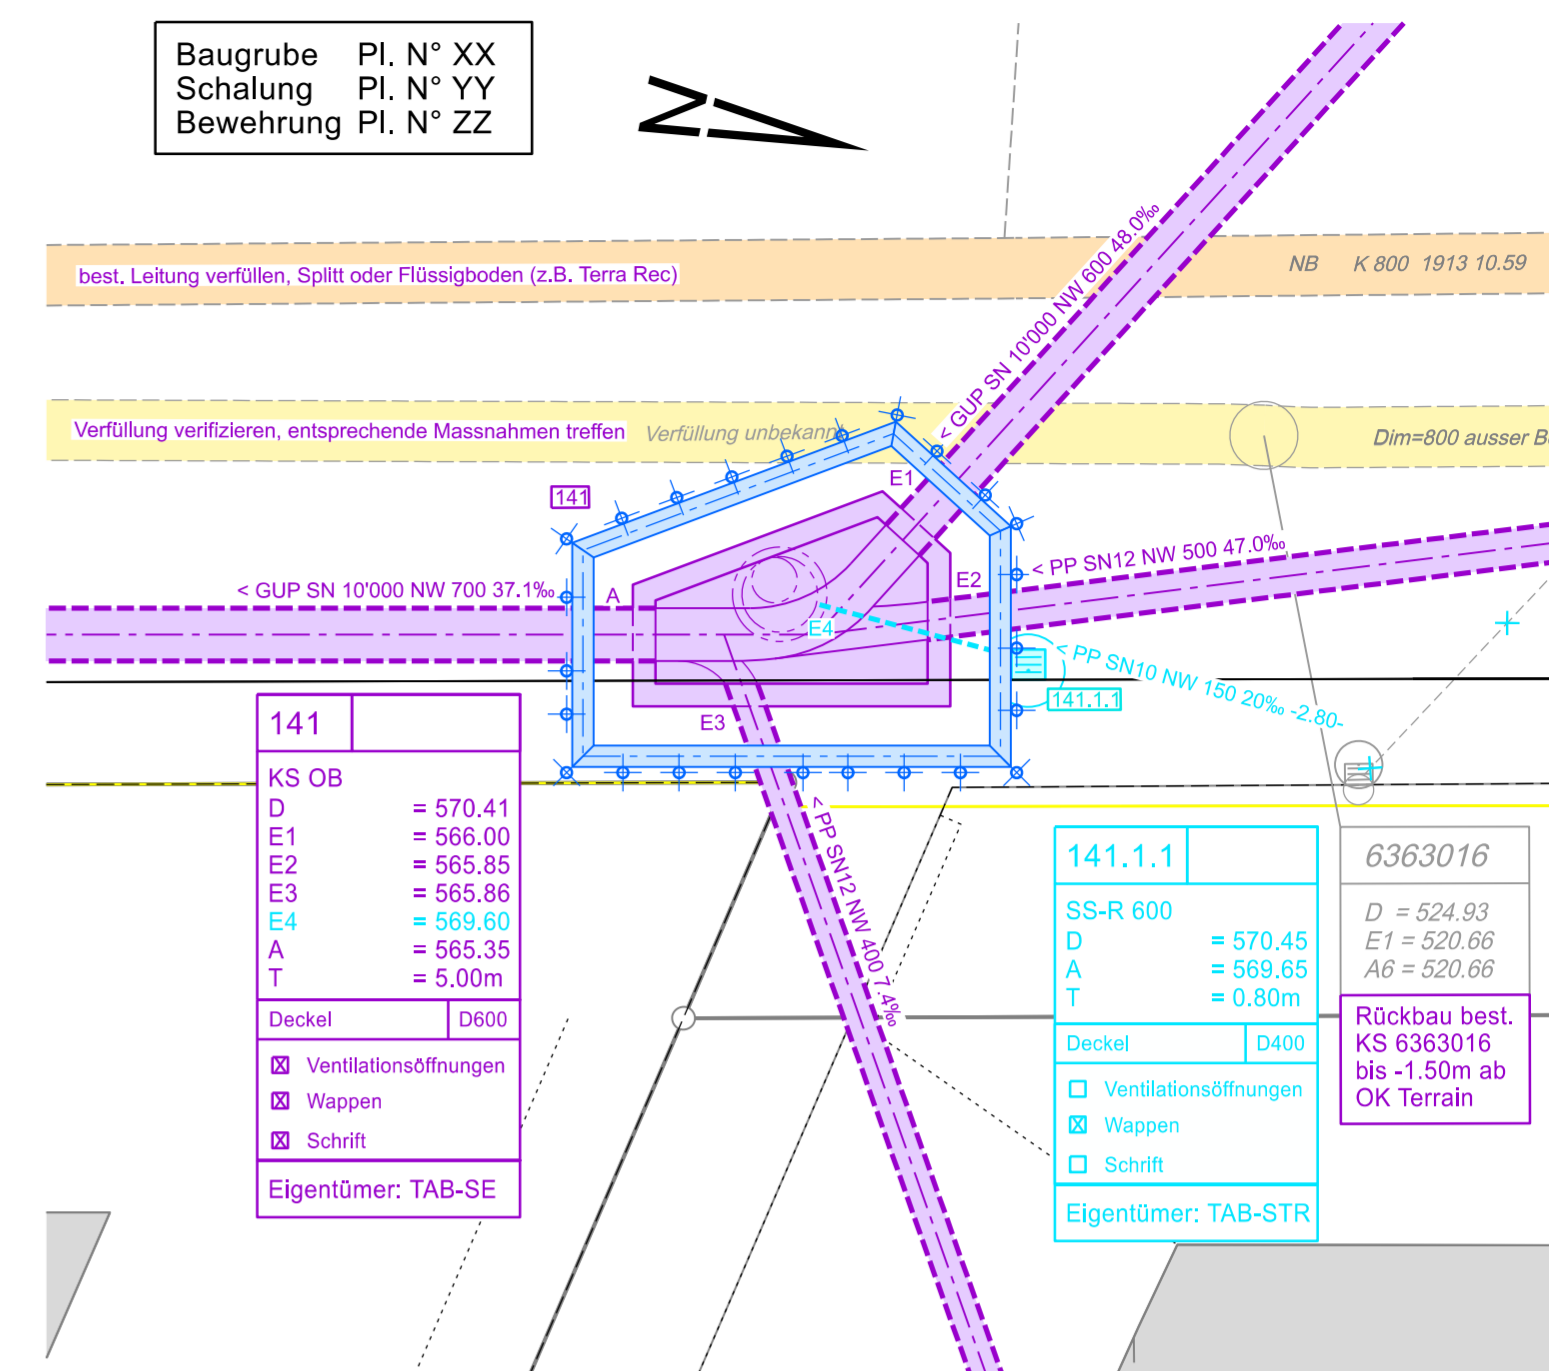 Baugrube Pl. N° XX
Schalung Pl. N° YY
Bewehrung Pl. N° ZZ
best. Leitung verfüllen, Splitt oder Flüssigboden (z.B. Terra Rec)
NB K 800 1913 10.59
< GUP SN 10'000 NW 600 48.0‰
Verfüllung verifizieren, entsprechende Massnahmen treffen
Verfüllung unbekannt
Dim=800 ausser
141
E1
< PP SN12 NW 500 47.0‰
E2
< GUP SN 10'000 NW 700 37.1‰
A
E4
< PP SN10 NW 150 20‰ -2.80-
141.1.1
E3
< PP SN12 NW 400 7.4‰
141
KS OB
D = 570.41
E1 = 566.00
E2 = 565.85
E3 = 565.86
E4 = 569.60
A = 565.35
T = 5.00m
Deckel D600
Ventilationsöffnungen
Wappen
Schrift
Eigentümer: TAB-SE
141.1.1
SS-R 600
D = 570.45
A = 569.65
T = 0.80m
Deckel D400
Ventilationsöffnungen
Wappen
Schrift
Eigentümer: TAB-STR
6363016
D = 524.93
E1 = 520.66
A6 = 520.66
Rückbau best.
KS 6363016
bis -1.50m ab
OK Terrain